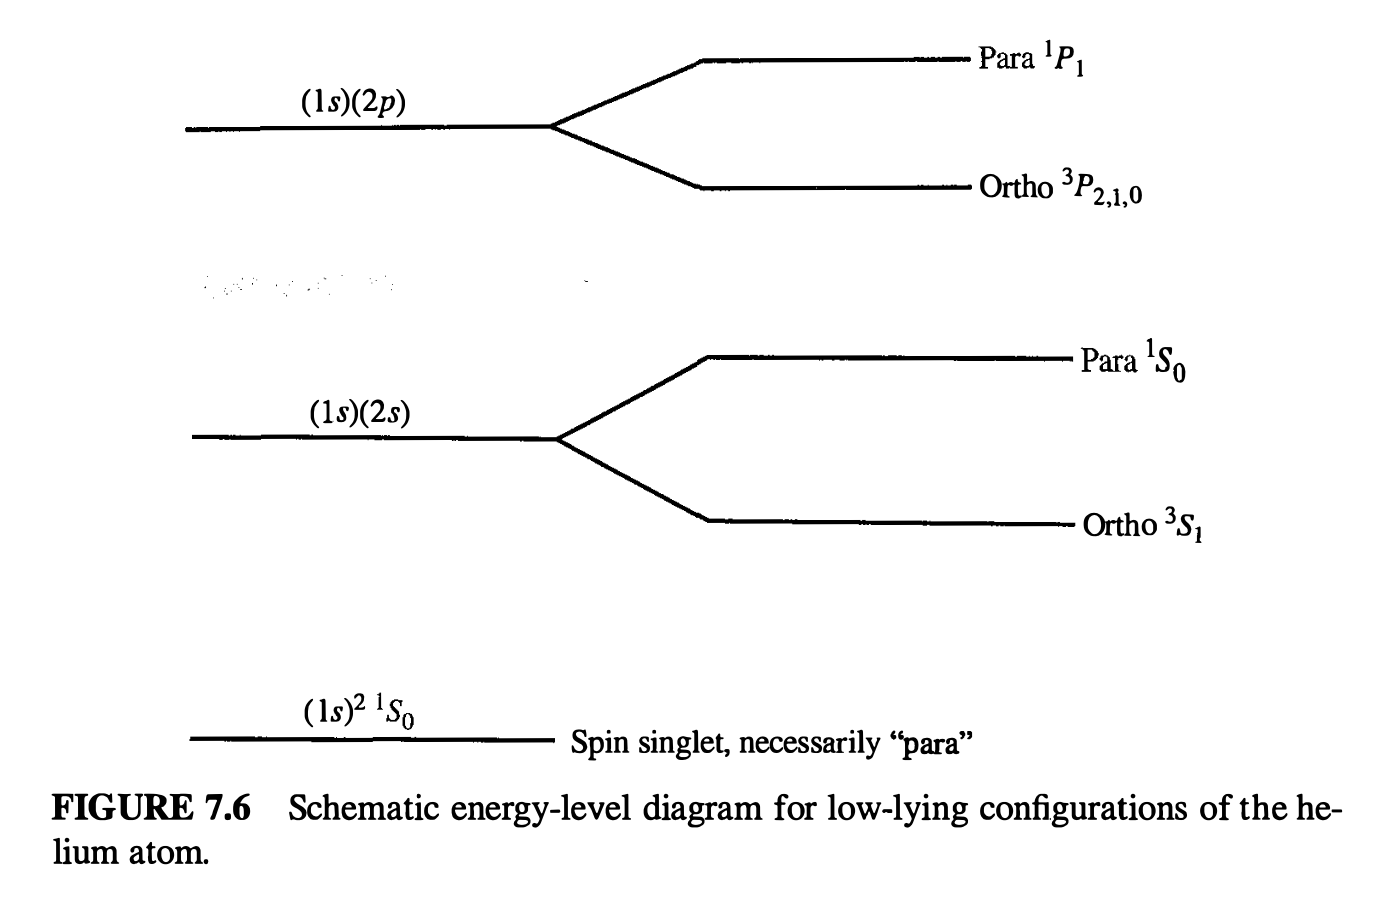 Para ¹P₁
(1s)(2p)
Ortho ³P₂,₁,₀
Para ¹S₀
(1s)(2s)
Ortho ³S₁
(1s)² ¹S₀
Spin singlet, necessarily “para”
FIGURE 7.6 Schematic energy-level diagram for low-lying configurations of the he-
lium atom.